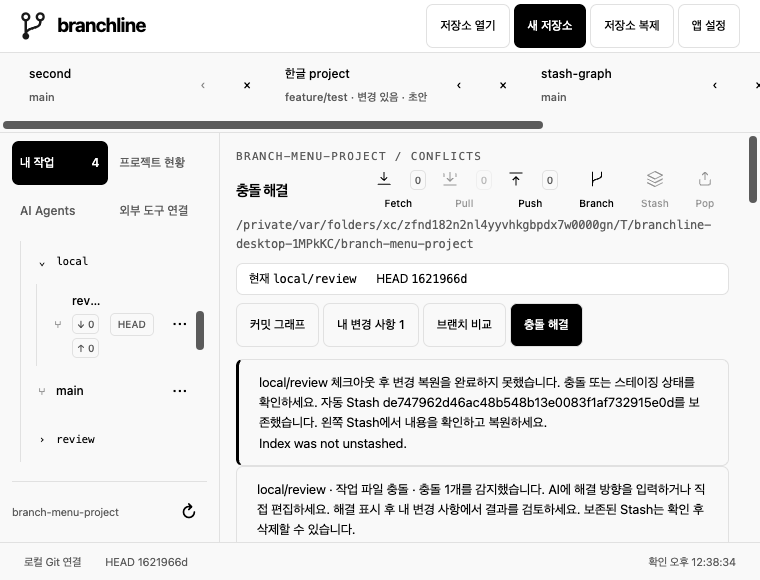 branchline
저장소 열기
새 저장소
저장소 복제
앱 설정
second
main
한글 project
feature/test · 변경 있음 · 초안
stash-graph
main
내 작업 4
프로젝트 현황
AI Agents
외부 도구 연결
local
rev...
↓ 0
HEAD
↑ 0
main
review
branch-menu-project
BRANCH-MENU-PROJECT / CONFLICTS
충돌 해결
0
Fetch
0
Pull
0
Push
Branch
Stash
Pop
/private/var/folders/xc/zfnd182n2nl4yyvhkgbpdx7w0000gn/T/branchline-
desktop-1MPkKC/branch-menu-project
현재 local/review HEAD 1621966d
커밋 그래프
내 변경 사항 1
브랜치 비교
충돌 해결
local/review 체크아웃 후 변경 복원을 완료하지 못했습니다. 충돌 또는 스테이징 상태를
확인하세요. 자동 Stash de747962d46ac48b548b13e0083f1af732915e0d를 보
존했습니다. 왼쪽 Stash에서 내용을 확인하고 복원하세요.
Index was not unstashed.
local/review · 작업 파일 충돌 · 충돌 1개를 감지했습니다. AI에 해결 방향을 입력하거나 직
접 편집하세요. 해결 표시 후 내 변경 사항에서 결과를 검토하세요. 보존된 Stash는 확인 후
삭제할 수 있습니다.
로컬 Git 연결
HEAD 1621966d
확인 오후 12:38:34